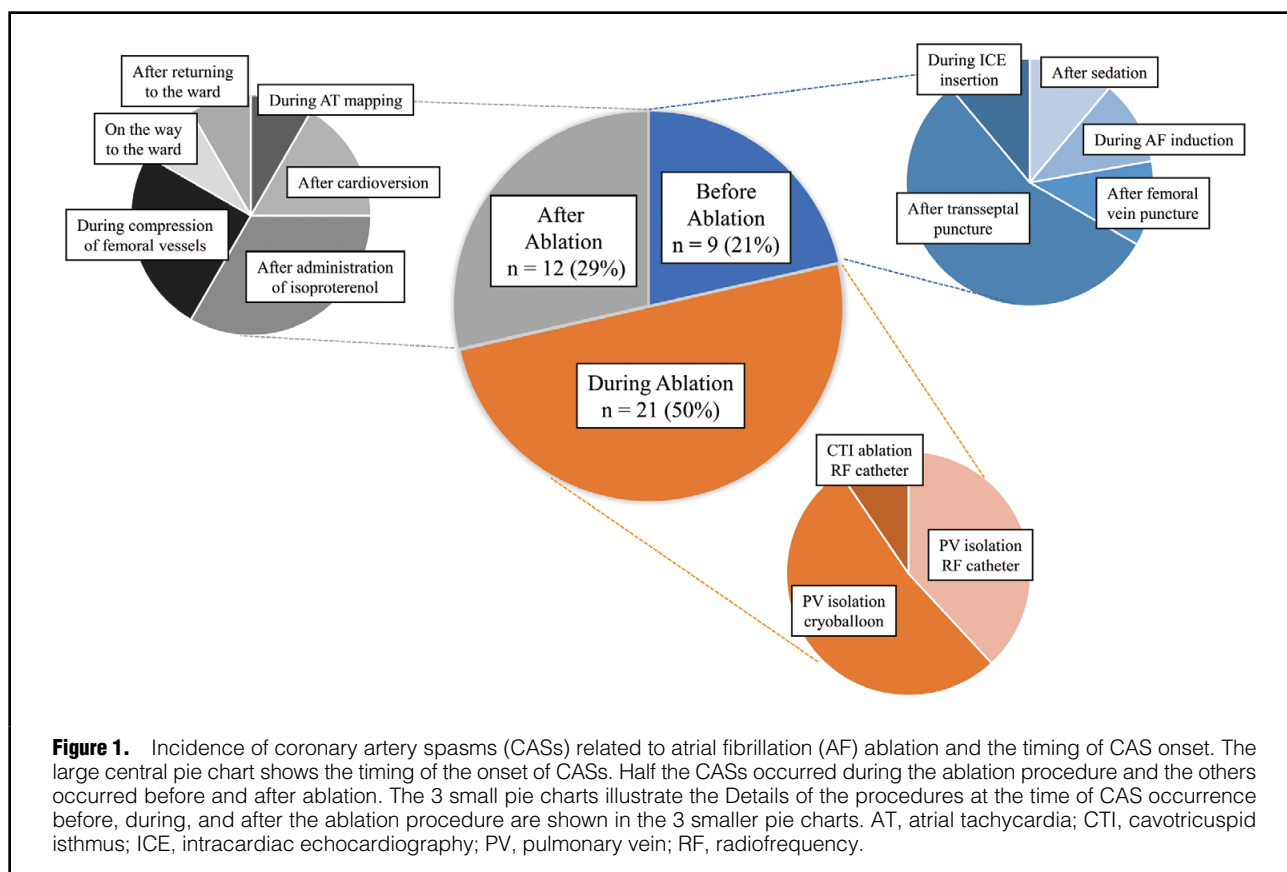 After returning
to the ward
During AT mapping
On the way
to the ward
After cardioversion
During compression
of femoral vessels
After administration
of isoproterenol
After
Ablation
n = 12 (29%)
Before
Ablation
n = 9 (21%)
During Ablation
n = 21 (50%)
During ICE
insertion
After sedation
During AF induction
After transseptal
puncture
After femoral
vein puncture
CTI ablation
RF catheter
PV isolation
RF catheter
PV isolation
cryoballoon
Figure 1. Incidence of coronary artery spasms (CASs) related to atrial fibrillation (AF) ablation and the timing of CAS onset. The
large central pie chart shows the timing of the onset of CASs. Half the CASs occurred during the ablation procedure and the others
occurred before and after ablation. The 3 small pie charts illustrate the Details of the procedures at the time of CAS occurrence
before, during, and after the ablation procedure are shown in the 3 smaller pie charts. AT, atrial tachycardia; CTI, cavotricuspid
isthmus; ICE, intracardiac echocardiography; PV, pulmonary vein; RF, radiofrequency.